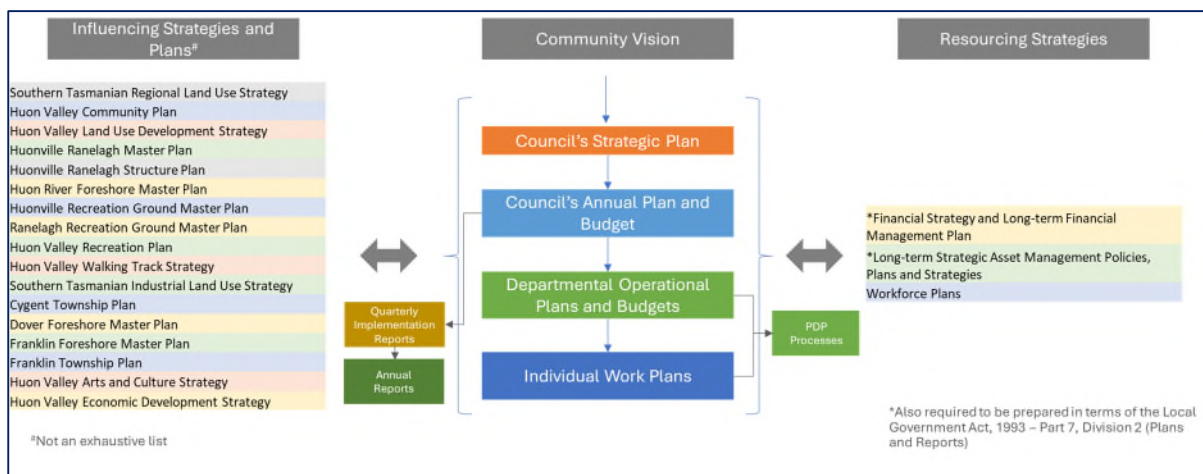 Influencing Strategies and
Plans#
Southern Tasmanian Regional Land Use Strategy
Huon Valley Community Plan
Huon Valley Land Use Development Strategy
Huonville Ranelagh Master Plan
Huonville Ranelagh Structure Plan
Huon River Foreshore Master Plan
Huonville Recreation Ground Master Plan
Ranelagh Recreation Ground Master Plan
Huon Valley Recreation Plan
Huon Valley Walking Track Strategy
Southern Tasmanian Industrial Land Use Strategy
Cygent Township Plan
Dover Foreshore Master Plan
Franklin Foreshore Master Plan
Franklin Township Plan
Huon Valley Arts and Culture Strategy
Huon Valley Economic Development Strategy
#Not an exhaustive list
Community Vision
Council's Strategic Plan
Council's Annual Plan and
Budget
Departmental Operational
Plans and Budgets
Individual Work Plans
Quarterly
Implementation
Reports
Annual
Reports
PDP
Processes
Resourcing Strategies
*Financial Strategy and Long-term Financial
Management Plan
*Long-term Strategic Asset Management Policies,
Plans and Strategies
Workforce Plans
*Also required to be prepared in terms of the Local
Government Act, 1993 – Part 7, Division 2 (Plans
and Reports)